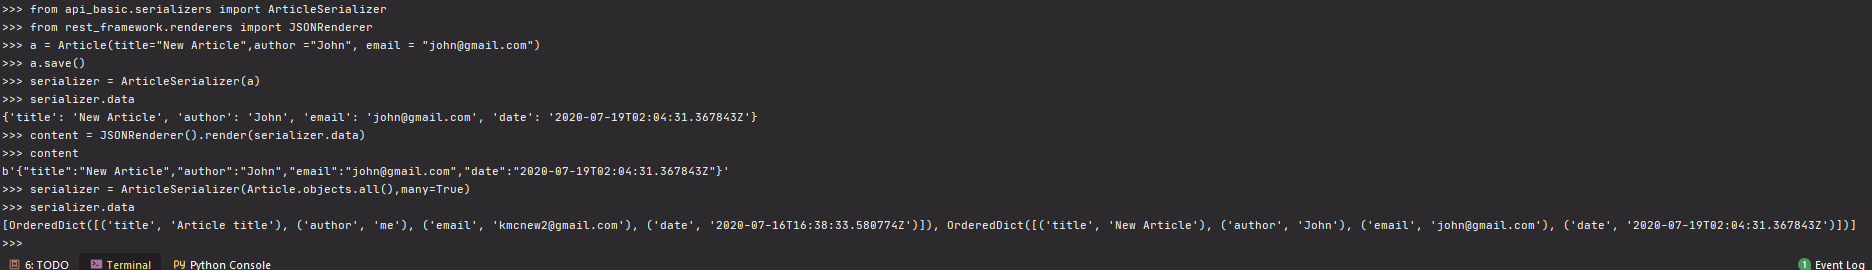 >>> from api_basic.serializers import ArticleSerializer
>>> from rest_framework.renderers import JSONRenderer
>>> a = Article(title="New Article",author ="John", email = "john@gmail.com")
>>> a.save()
>>> serializer = ArticleSerializer(a)
>>> serializer.data
{'title': 'New Article', 'author': 'John', 'email': 'john@gmail.com', 'date': '2020-07-19T02:04:31.367843Z'}
>>> content = JSONRenderer().render(serializer.data)
>>> content
b'{"title":"New Article","author":"John","email":"john@gmail.com","date":"2020-07-19T02:04:31.367843Z"}'
>>> serializer = ArticleSerializer(Article.objects.all(),many=True)
>>> serializer.data
[OrderedDict([('title', 'Article title'), ('author', 'me'), ('email', 'kmcnew2@gmail.com'), ('date', '2020-07-16T16:38:33.580774Z')]), OrderedDict([('title', 'New Article'), ('author', 'John'), ('email', 'john@gmail.com'), ('date', '2020-07-19T02:04:31.367843Z')])]
>>>
6: TODO Terminal Python Console 1 Event Log